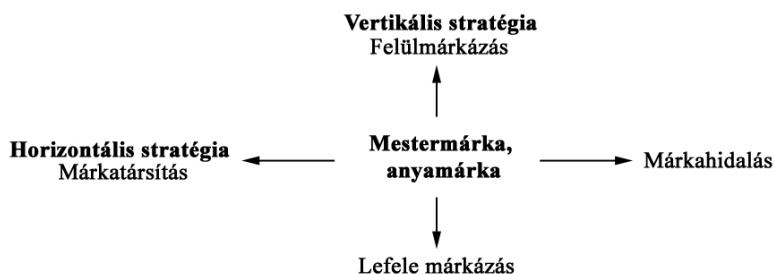 Vertikális stratégia
Felülmárkázás
Horizontális stratégia
Márkatársítás
Mestermárka,
anyamárka
Márkahidalás
Lefele márkázás